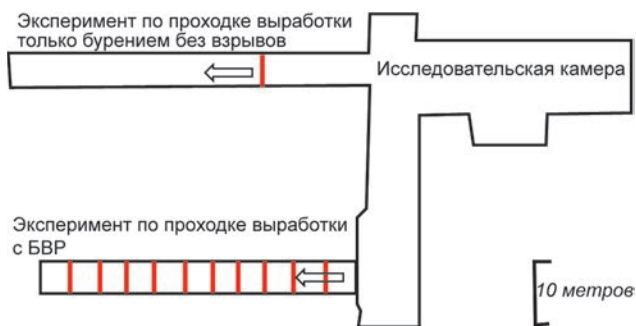 Эксперимент по проходке выработки
только бурением без взрывов
Исследовательская камера
Эксперимент по проходке выработки
с БВР
10 метров